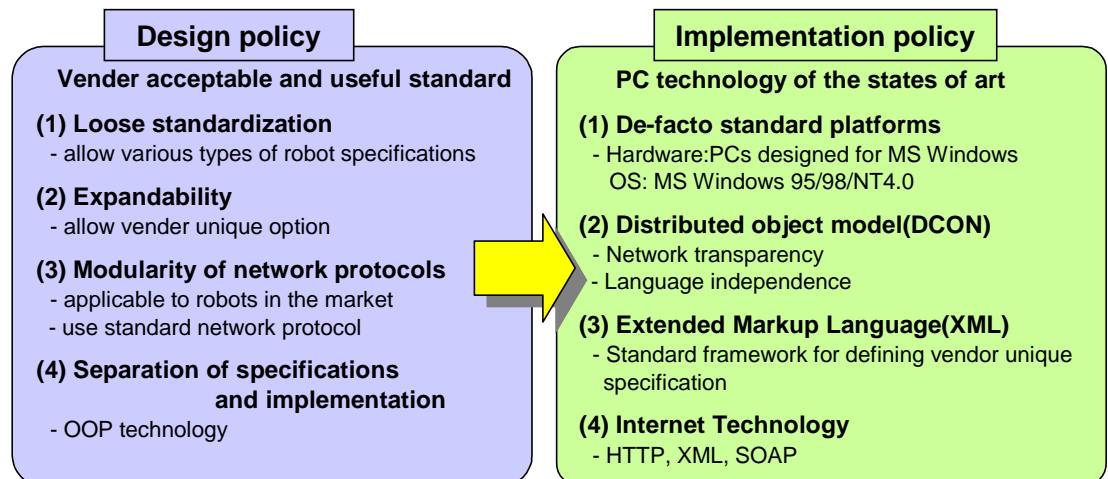 Design policy
Vender acceptable and useful standard
(1) Loose standardization
- allow various types of robot specifications
(2) Expandability
- allow vender unique option
(3) Modularity of network protocols
- applicable to robots in the market
- use standard network protocol
(4) Separation of specifications
and implementation
- OOP technology
Implementation policy
PC technology of the states of art
(1) De-facto standard platforms
- Hardware:PCs designed for MS Windows
OS: MS Windows 95/98/NT4.0
(2) Distributed object model(DCON)
- Network transparency
- Language independence
(3) Extended Markup Language(XML)
- Standard framework for defining vendor unique
specification
(4) Internet Technology
- HTTP, XML, SOAP